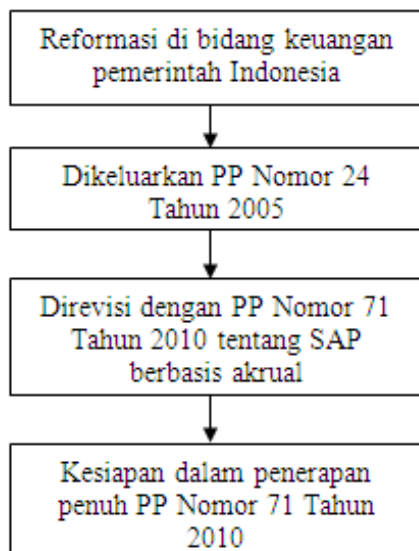 Reformasi di bidang keuangan
pemerintah Indonesia
Dikeluarkan PP Nomor 24
Tahun 2005
Direvisi dengan PP Nomor 71
Tahun 2010 tentang SAP
berbasis akrual
Kesiapan dalam penerapan
penuh PP Nomor 71 Tahun
2010